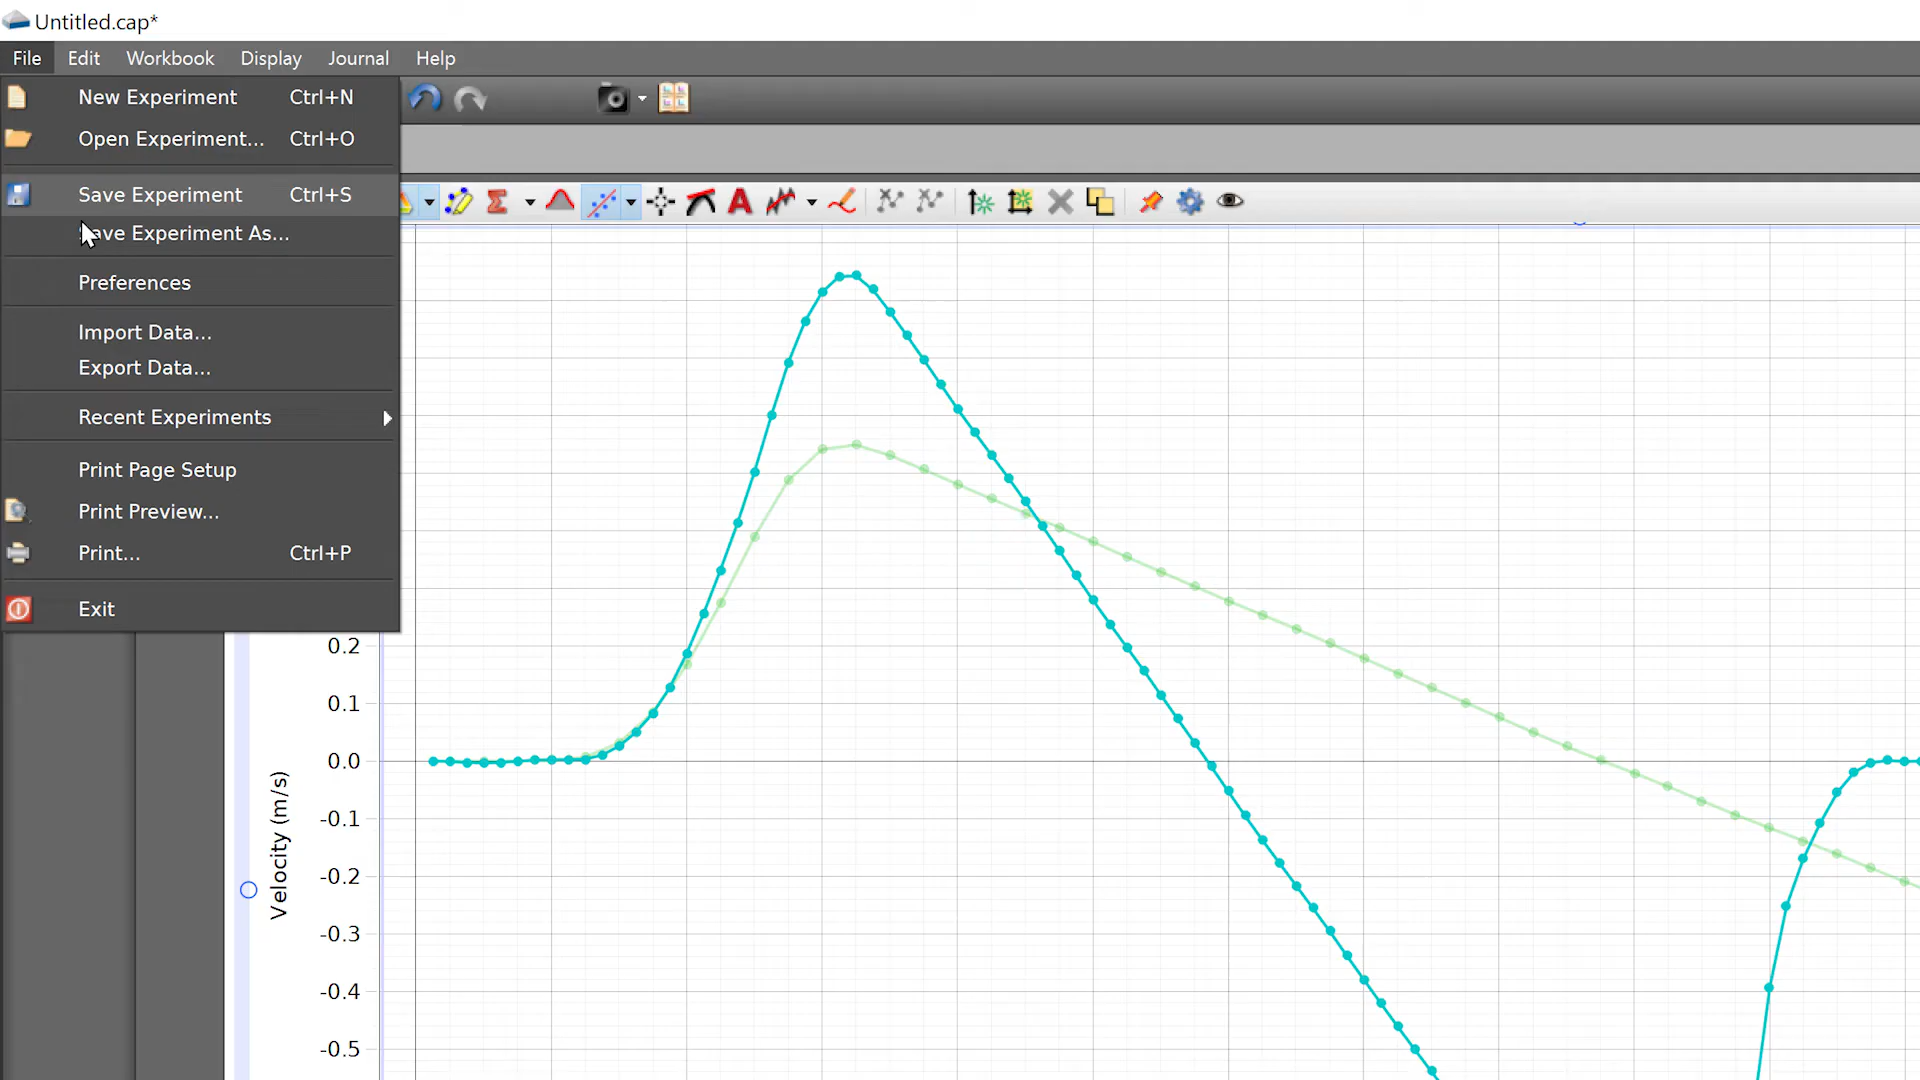 Untitled.cap*
File Edit Workbook Display Journal Help
New Experiment Ctrl+N
Open Experiment... Ctrl+O
Save Experiment Ctrl+S
ave Experiment As...
Preferences
Import Data...
Export Data...
Recent Experiments
Print Page Setup
Print Preview...
Print... Ctrl+P
Exit
0.2
0.1
0.0
-0.1
-0.2
-0.3
-0.4
-0.5
Velocity (m/s)